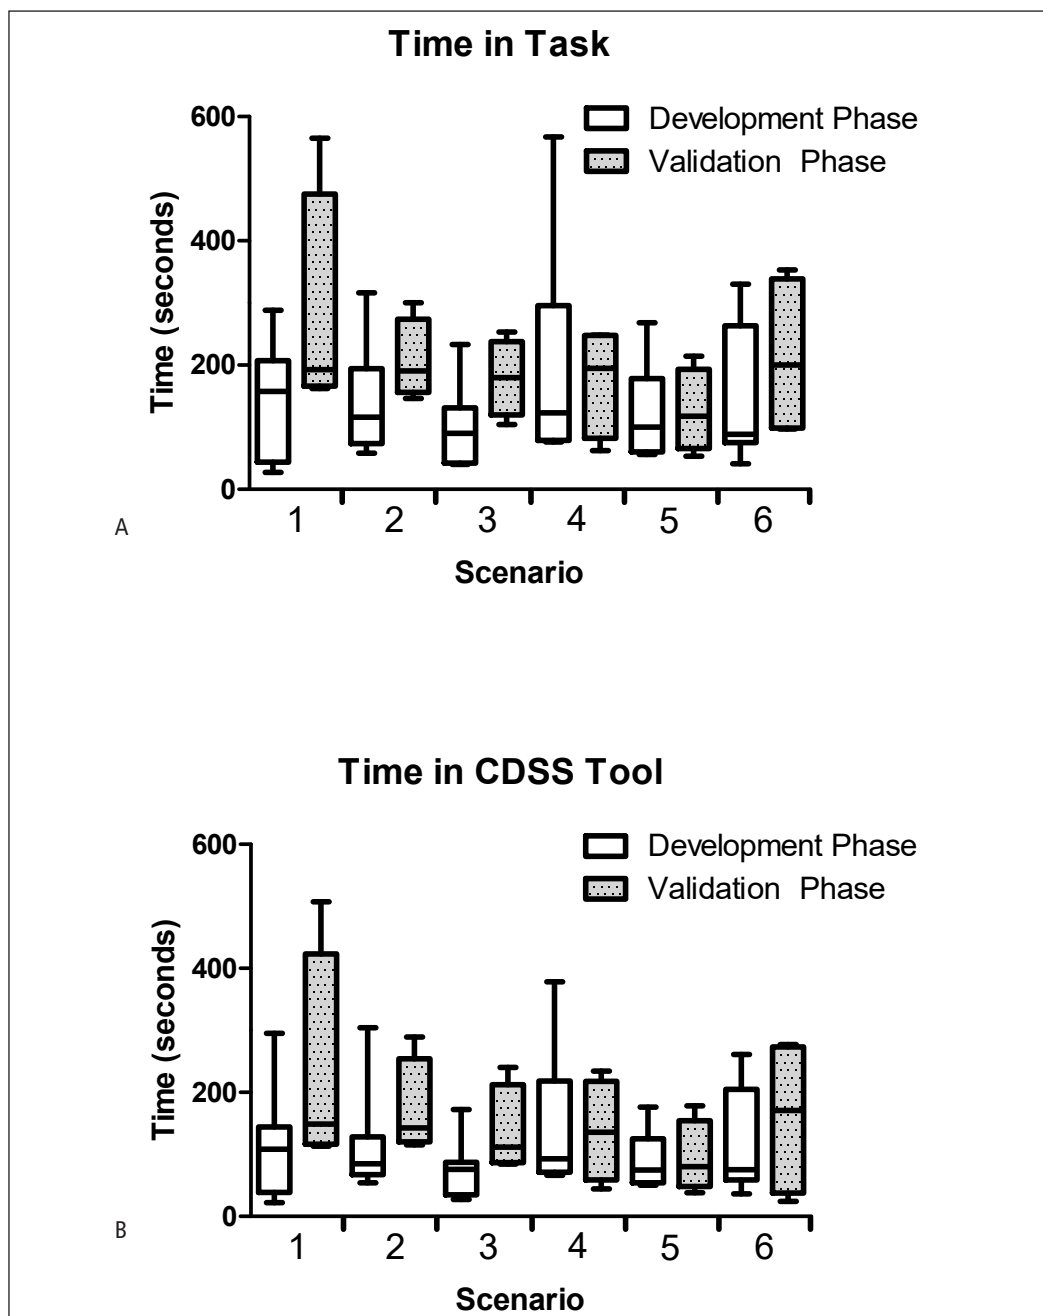 Time in Task
600
Development Phase
Validation Phase
400
200
0
Time (seconds)
1 2 3 4 5 6
A
Scenario
Time in CDSS Tool
600
Development Phase
Validation Phase
400
200
0
Time (seconds)
1 2 3 4 5 6
B
Scenario